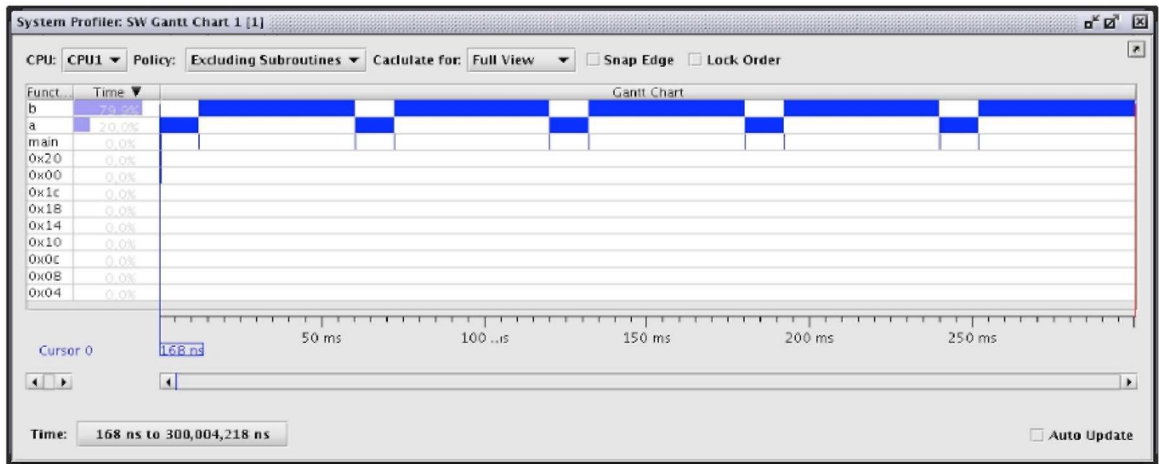 System Profiler: SW Gantt Chart 1 [1]
CPU: CPU1 Policy: Excluding Subroutines Caclulate for: Full View Snap Edge Lock Order
Funct... Time Gantt Chart
b 79.9%
a 20.0%
main 0.0%
0x20 0.0%
0x00 0.0%
0x1c 0.0%
0x18 0.0%
0x14 0.0%
0x10 0.0%
0x0c 0.0%
0x08 0.0%
0x04 0.0%
50 ms 100 ...s 150 ms 200 ms 250 ms
Cursor 0 168 ns
Time: 168 ns to 300,004,218 ns Auto Update